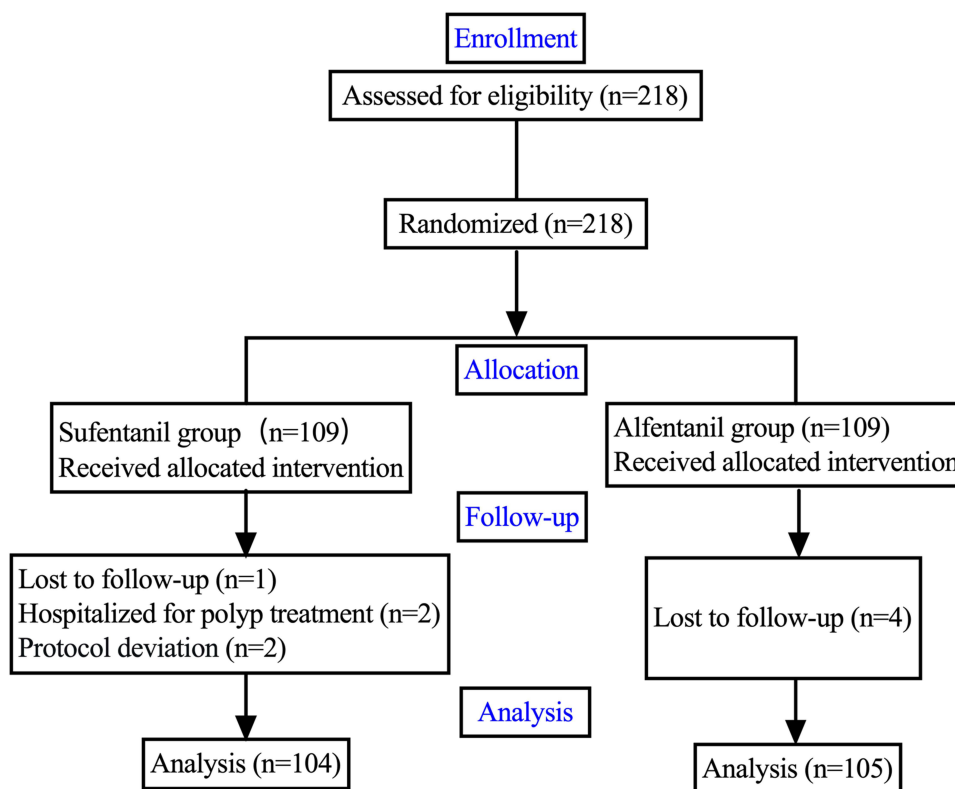 Enrollment
Assessed for eligibility (n=218)
Randomized (n=218)
Allocation
Sufentanil group（n=109）
Received allocated intervention
Alfentanil group (n=109)
Received allocated intervention
Follow-up
Lost to follow-up (n=1)
Hospitalized for polyp treatment (n=2)
Protocol deviation (n=2)
Lost to follow-up (n=4)
Analysis
Analysis (n=104)
Analysis (n=105)